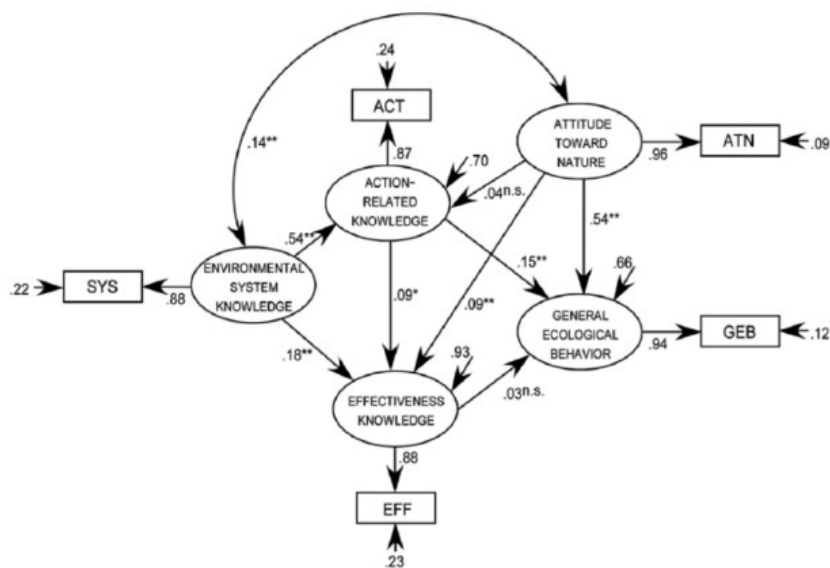 .24
ACT
ATTITUDE
TOWARD
NATURE
ATN
.96
.09
.14**
.87
.70
ACTION-
RELATED
KNOWLEDGE
.04n.s.
.54**
.54**
.15**
ENVIRONMENTAL
SYSTEM
KNOWLEDGE
.22
SYS
.88
.09*
.09**
.66
GENERAL
ECOLOGICAL
BEHAVIOR
GEB
.94
.12
.18**
.93
EFFECTIVENESS
KNOWLEDGE
.03n.s.
.88
EFF
.23